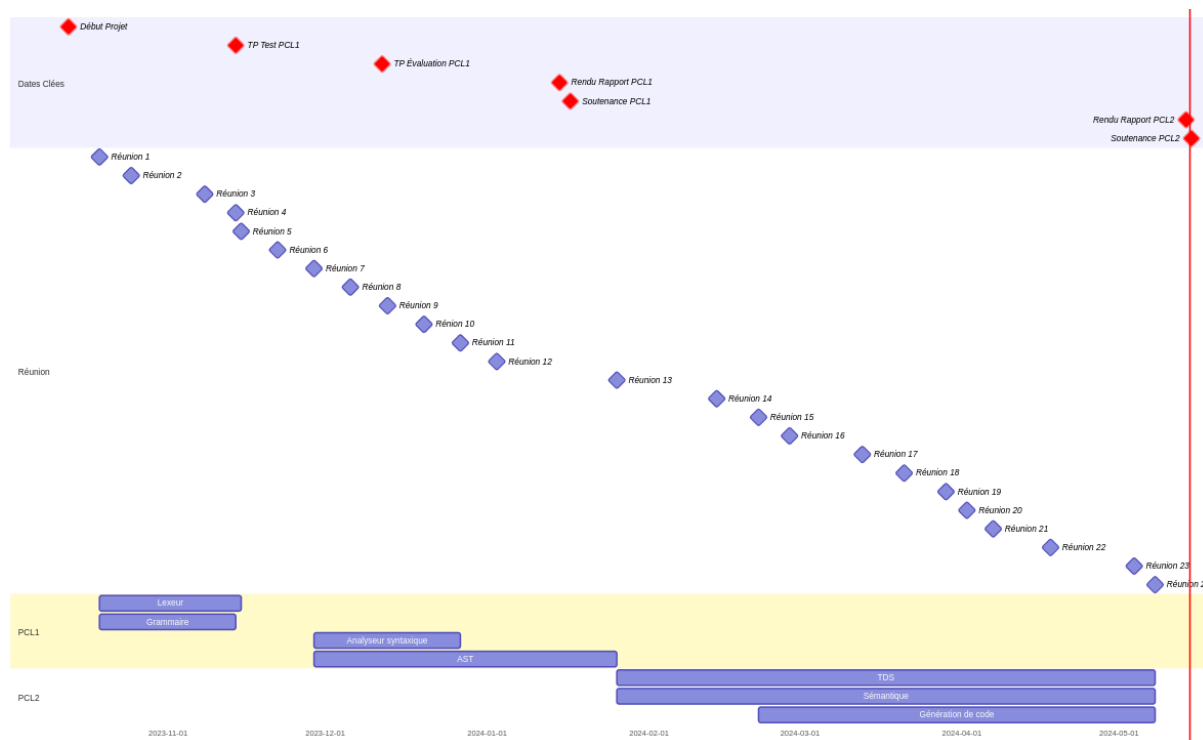 Début Projet
TP Test PCL1
TP Évaluation PCL1
Dates Clées
Rendu Rapport PCL1
Soutenance PCL1
Rendu Rapport PCL2
Soutenance PCL2
Réunion 1
Réunion 2
Réunion 3
Réunion 4
Réunion 5
Réunion 6
Réunion 7
Réunion 8
Réunion 9
Rénion 10
Réunion 11
Réunion 12
Réunion
Réunion 13
Réunion 14
Réunion 15
Réunion 16
Réunion 17
Réunion 18
Réunion 19
Réunion 20
Réunion 21
Réunion 22
Réunion 23
Réunion
Lexeur
Grammaire
PCL1
Analyseur syntaxique
AST
TDS
PCL2
Sémantique
Génération de code
2023-11-01 2023-12-01 2024-01-01 2024-02-01 2024-03-01 2024-04-01 2024-05-01